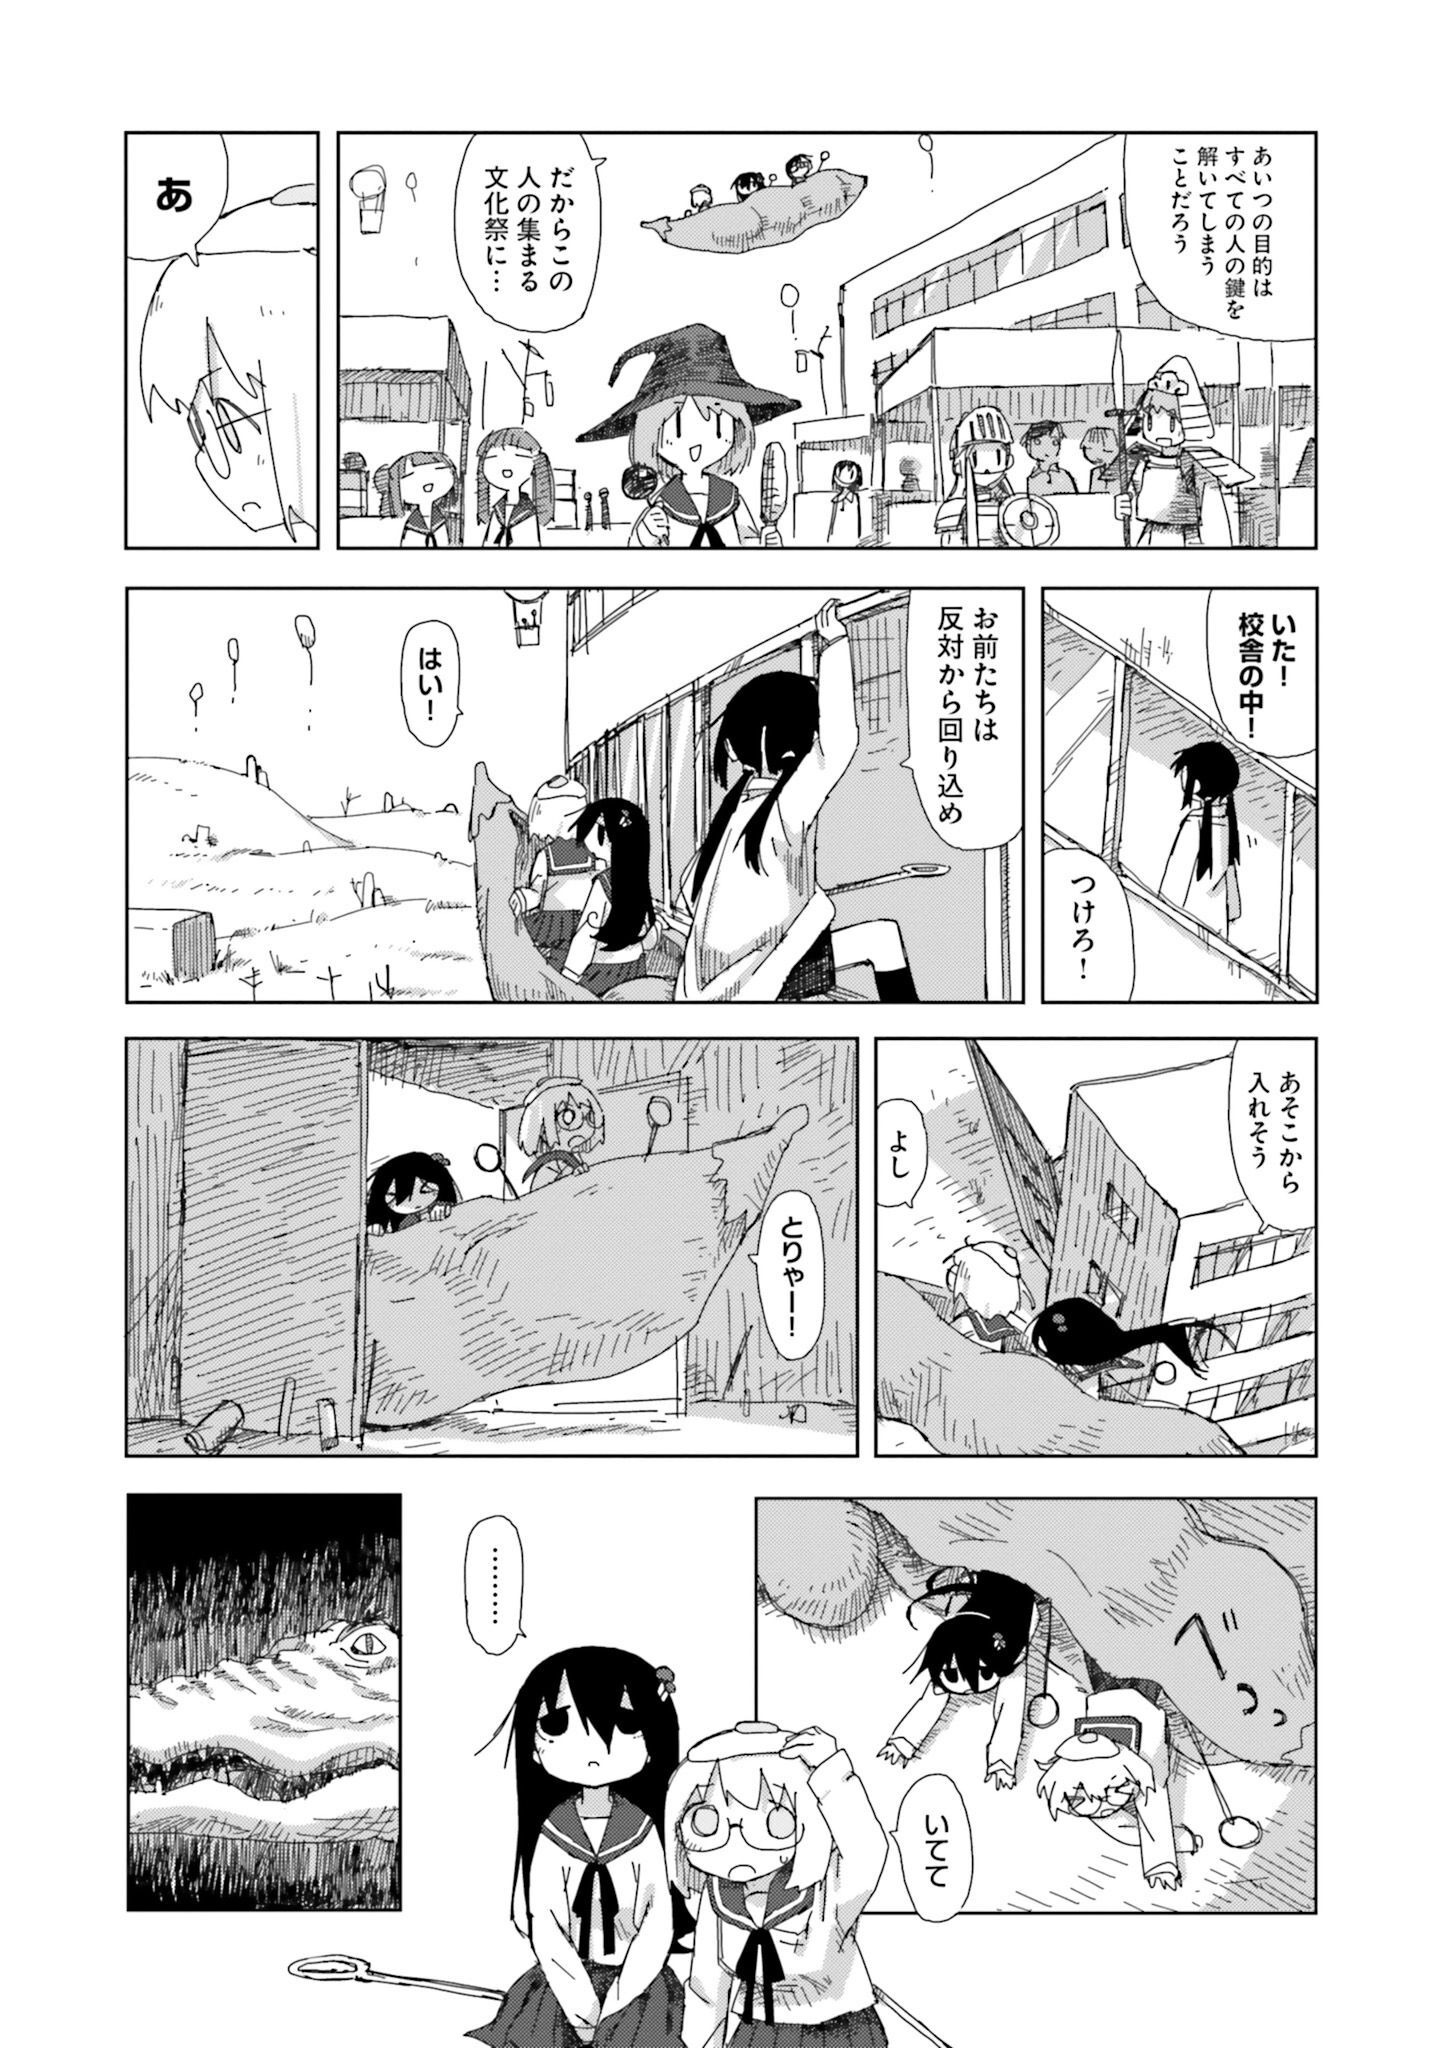 あいつの目的は
すべての人の鍵を
解いてしまう
ことだろう
だからこの
人の集まる
文化祭に…
あ
いた！
校舎の中！
つけろ！
お前たちは
反対から回り込め
はい！
あそこから
入れそう
よし
とりゃー！
いてて
………